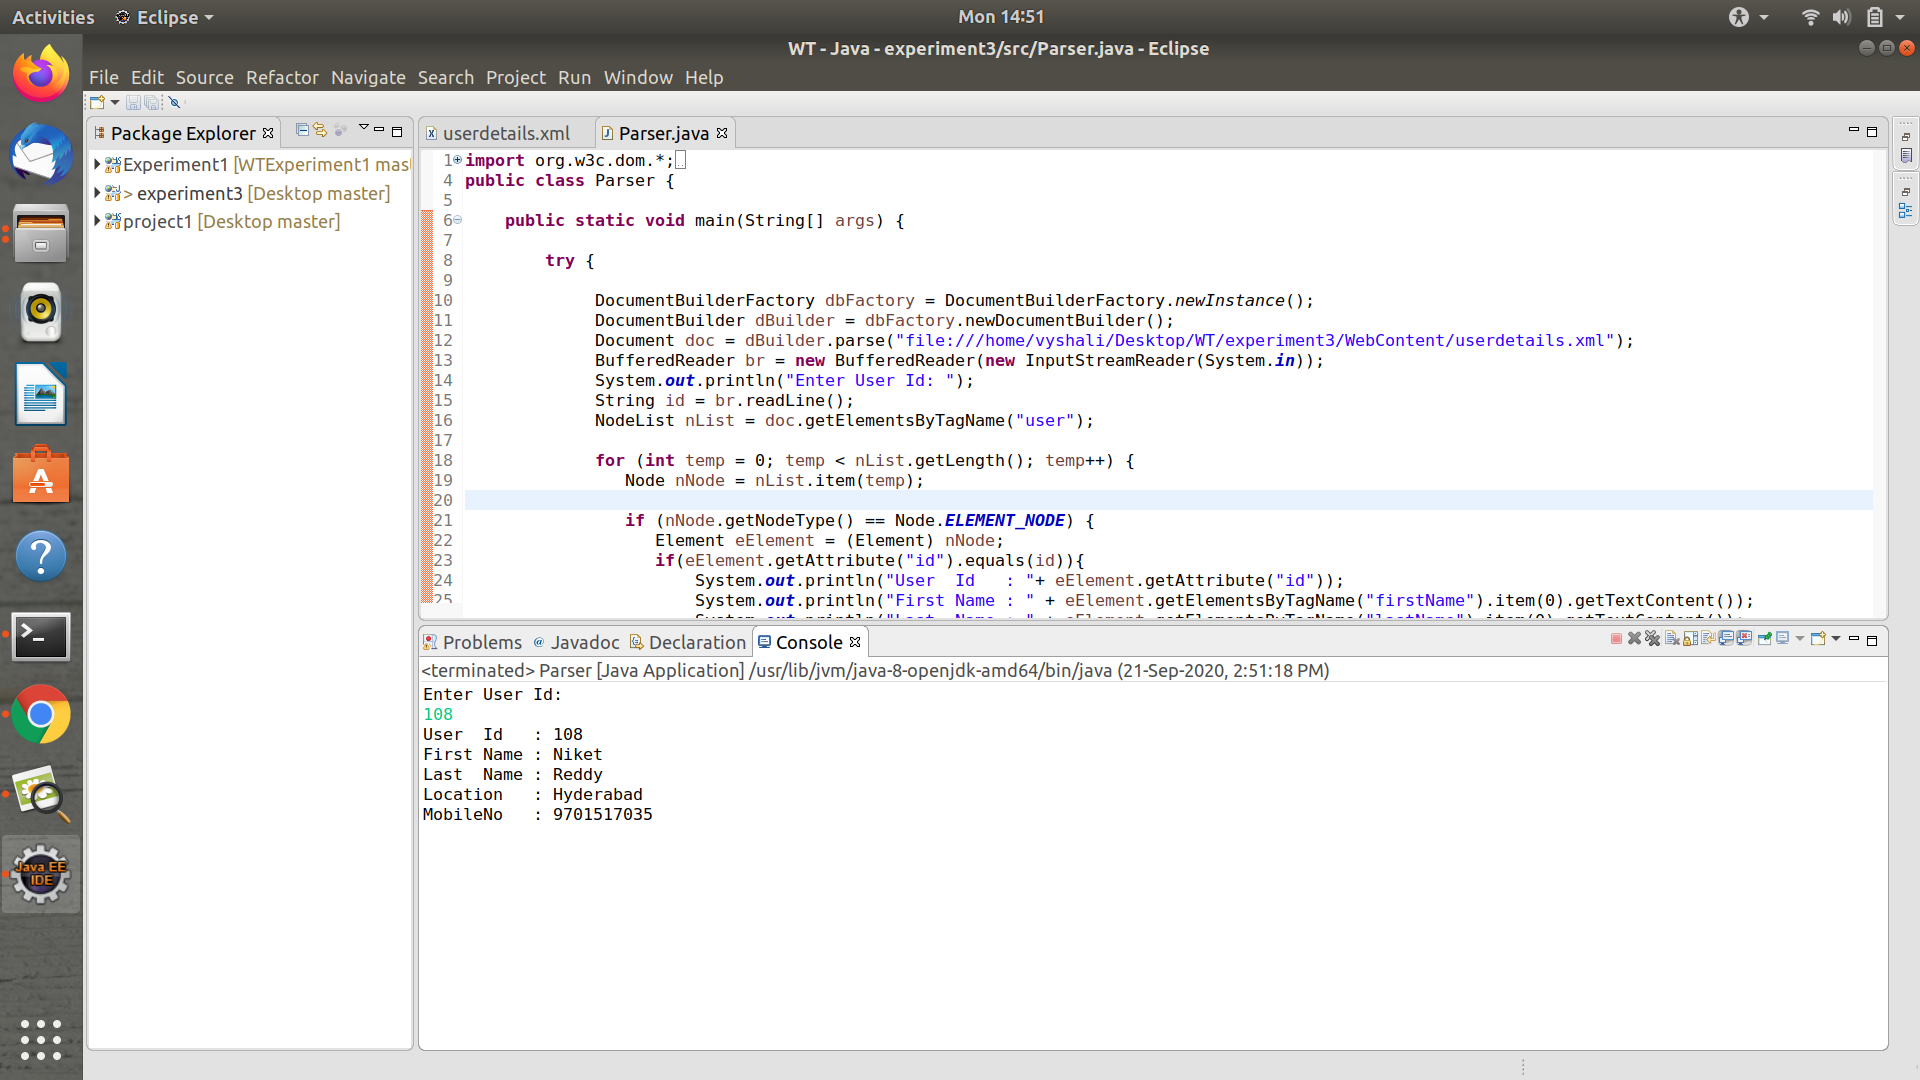 Activities Eclipse Mon 14:51
WT - Java - experiment3/src/Parser.java - Eclipse
File Edit Source Refactor Navigate Search Project Run Window Help
Package Explorer
Experiment1 [WTExperiment1 mas
> experiment3 [Desktop master]
project1 [Desktop master]
userdetails.xml Parser.java
1 import org.w3c.dom.*;
4 public class Parser {
5
6 public static void main(String[] args) {
7
8 try {
9
10 DocumentBuilderFactory dbFactory = DocumentBuilderFactory.newInstance();
11 DocumentBuilder dBuilder = dbFactory.newDocumentBuilder();
12 Document doc = dBuilder.parse("file:///home/vyshali/Desktop/WT/experiment3/WebContent/userdetails.xml");
13 BufferedReader br = new BufferedReader(new InputStreamReader(System.in));
14 System.out.println("Enter User Id: ");
15 String id = br.readLine();
16 NodeList nList = doc.getElementsByTagName("user");
17
18 for (int temp = 0; temp < nList.getLength(); temp++) {
19 Node nNode = nList.item(temp);
20
21 if (nNode.getNodeType() == Node.ELEMENT_NODE) {
22 Element eElement = (Element) nNode;
23 if(eElement.getAttribute("id").equals(id)){
24 System.out.println("User  Id   : "+ eElement.getAttribute("id"));
25 System.out.println("First Name : " + eElement.getElementsByTagName("firstName").item(0).getTextContent());
System.out.println("Last  Name : " + eElement.getElementsByTagName("lastName").item(0).getTextContent());
Problems @ Javadoc Declaration Console
<terminated> Parser [Java Application] /usr/lib/jvm/java-8-openjdk-amd64/bin/java (21-Sep-2020, 2:51:18 PM)
Enter User Id:
108
User  Id   : 108
First Name : Niket
Last  Name : Reddy
Location   : Hyderabad
MobileNo   : 9701517035
Java EE
IDE